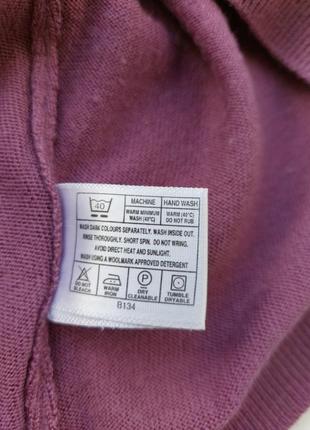 40
MACHINE HAND WASH
WARM MINIMUM WASH (40°C)
WARM (40°C) DO NOT RUB
WASH DARK COLOURS SEPARATELY. WASH INSIDE OUT.
RINSE THOROUGHLY. SHORT SPIN. DO NOT WRING.
AVOID DIRECT HEAT AND SUNLIGHT.
WASH USING A WOOLMARK APPROVED DETERGENT
DO NOT BLEACH
WARM IRON
P
DRY CLEANABLE
TUMBLE DRYABLE
B134